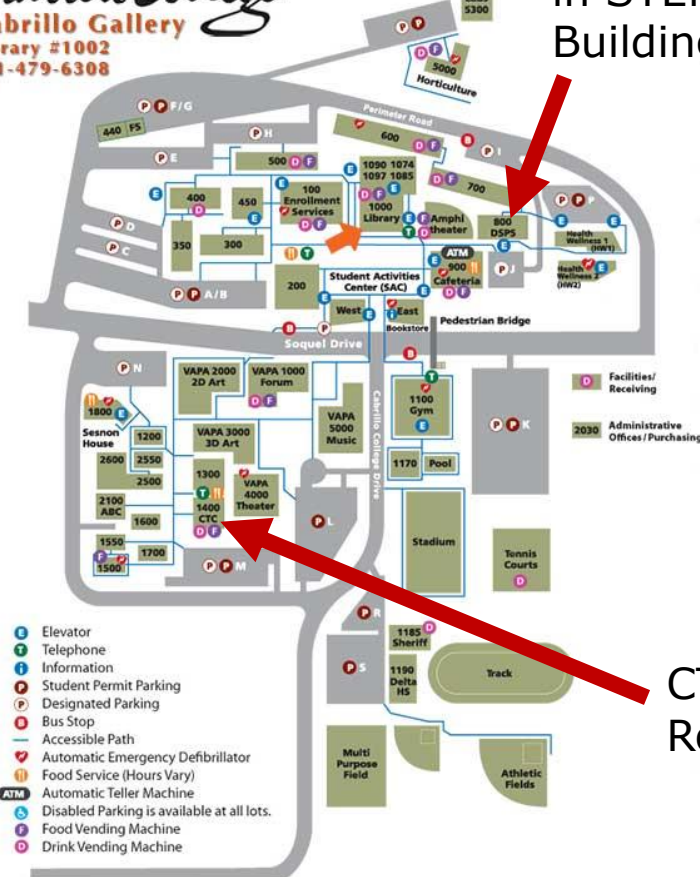 Cabrillo Gallery
#1002
479-6308
in STEM
Building
5300
5000
Horticulture
P P
D F
P P F/G
440 FS
P H
P E
Perimeter Road
600
B
P I
500 D F
1090 1074
1097 1085
D F E
1000
Library
D F
700
P P P
400
D
450
E
100
Enrollment
Services
D F
Amphi
theater
800
DSPS
Health
Wellness 1
(HW1)
P D
P C
350
300
ATM
900
Cafeteria
D F
P J
Health
Wellness 2
(HW2)
P P A/B
200
Student Activities
Center (SAC)
West
East
Bookstore
Pedestrian Bridge
B P
Soquel Drive
B
P N
VAPA 2000
2D Art
VAPA 1000
Forum
D F
T
1100
Gym
E
D Facilities/
Receiving
1800 E
Sesnon
House
1200
VAPA 3000
3D Art
VAPA
5000
Music
Cabrillo College Drive
P P K
2030 Administrative
Offices/Purchasing
2600
2550
2500
1300
T
VAPA
4000
Theater
1170
Pool
2100
ABC
1400
CTC
D F
1600
P L
Stadium
1550
F
1500
1700
P P M
Tennis
Courts
D
P R
1185 D
Sheriff
P S
1190
Delta
HS
Track
Multi
Purpose
Field
Athletic
Fields
E Elevator
T Telephone
i Information
P Student Permit Parking
P Designated Parking
B Bus Stop
Accessible Path
Automatic Emergency Defibrillator
Food Service (Hours Vary)
ATM Automatic Teller Machine
Disabled Parking is available at all lots.
F Food Vending Machine
D Drink Vending Machine